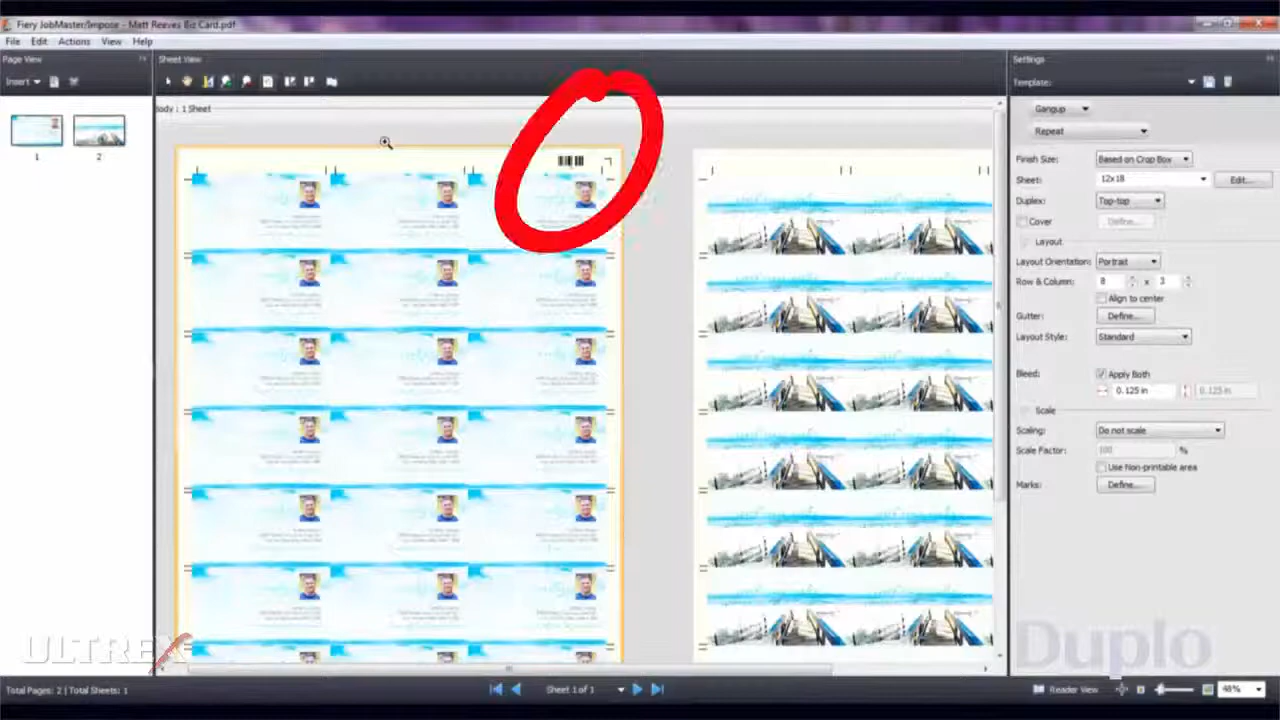 Fiery JobMaster/Impose - Matt Reeves Biz Card.pdf
File Edit Actions View Help
Page View
Sheet View
Settings
Insert
Template:
Body : 1 Sheet
Gangup
Repeat
1
2
Finish Size: Based on Crop Box
Sheet: 12x18 Edit...
Duplex: Top-top
Cover Define...
Layout
Layout Orientation: Portrait
Row & Column: 8 x 3
Align to center
Gutter: Define...
Layout Style: Standard
Bleed: Apply Both
0.125 in 0.125 in
Scale
Scaling: Do not scale
Scale Factor: 100 %
Use Non-printable area
Marks: Define...
ULTREX
Duplo
Total Pages: 2 | Total Sheets: 1
Sheet 1 of 1
Reader View
48%